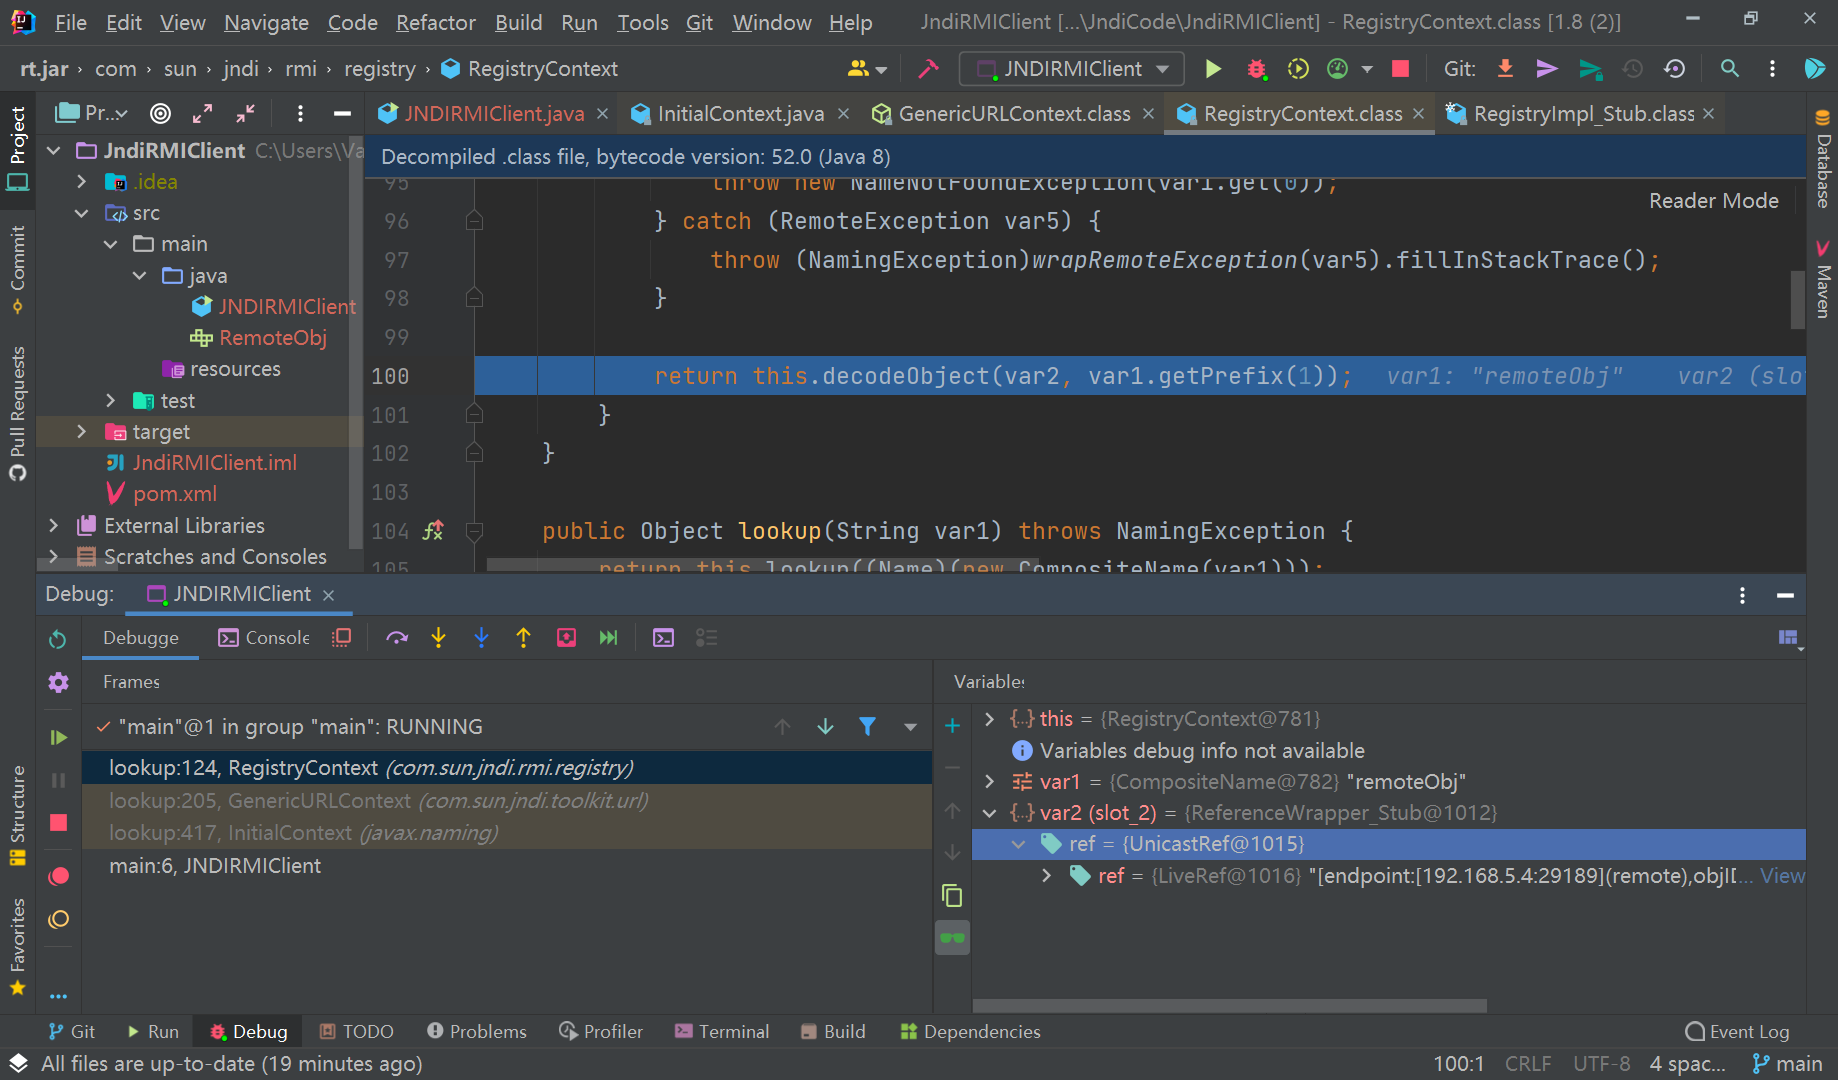 File Edit View Navigate Code Refactor Build Run Tools Git Window Help JndiRMIClient [...\JndiCode\JndiRMIClient] - RegistryContext.class [1.8 (2)]
rt.jar › com › sun › jndi › rmi › registry › RegistryContext JNDIRMIClient Git:
Pr... JNDIRMIClient.java InitialContext.java GenericURLContext.class RegistryContext.class RegistryImpl_Stub.class
Project
Commit
Pull Requests
Structure
Favorites
Database
Maven
JndiRMIClient C:\Users\Va
.idea
src
main
java
JNDIRMIClient
RemoteObj
resources
test
target
JndiRMIClient.iml
pom.xml
External Libraries
Scratches and Consoles
Decompiled .class file, bytecode version: 52.0 (Java 8)
Reader Mode
95 throw new NameNotFoundException(var1.get(0));
96 } catch (RemoteException var5) {
97 throw (NamingException)wrapRemoteException(var5).fillInStackTrace();
98 }
99
100 return this.decodeObject(var2, var1.getPrefix(1)); var1: "remoteObj" var2 (slo
101 }
102 }
103
104 public Object lookup(String var1) throws NamingException {
105 return this.lookup((Name)(new CompositeName(var1)));
Debug: JNDIRMIClient
Debugge Console
Frames
"main"@1 in group "main": RUNNING
lookup:124, RegistryContext (com.sun.jndi.rmi.registry)
lookup:205, GenericURLContext (com.sun.jndi.toolkit.url)
lookup:417, InitialContext (javax.naming)
main:6, JNDIRMIClient
Variables
this = {RegistryContext@781}
Variables debug info not available
var1 = {CompositeName@782} "remoteObj"
var2 (slot_2) = {ReferenceWrapper_Stub@1012}
ref = {UnicastRef@1015}
ref = {LiveRef@1016} "[endpoint:[192.168.5.4:29189](remote),objID... View
Git Run Debug TODO Problems Profiler Terminal Build Dependencies Event Log
All files are up-to-date (19 minutes ago) 100:1 CRLF UTF-8 4 spac... main